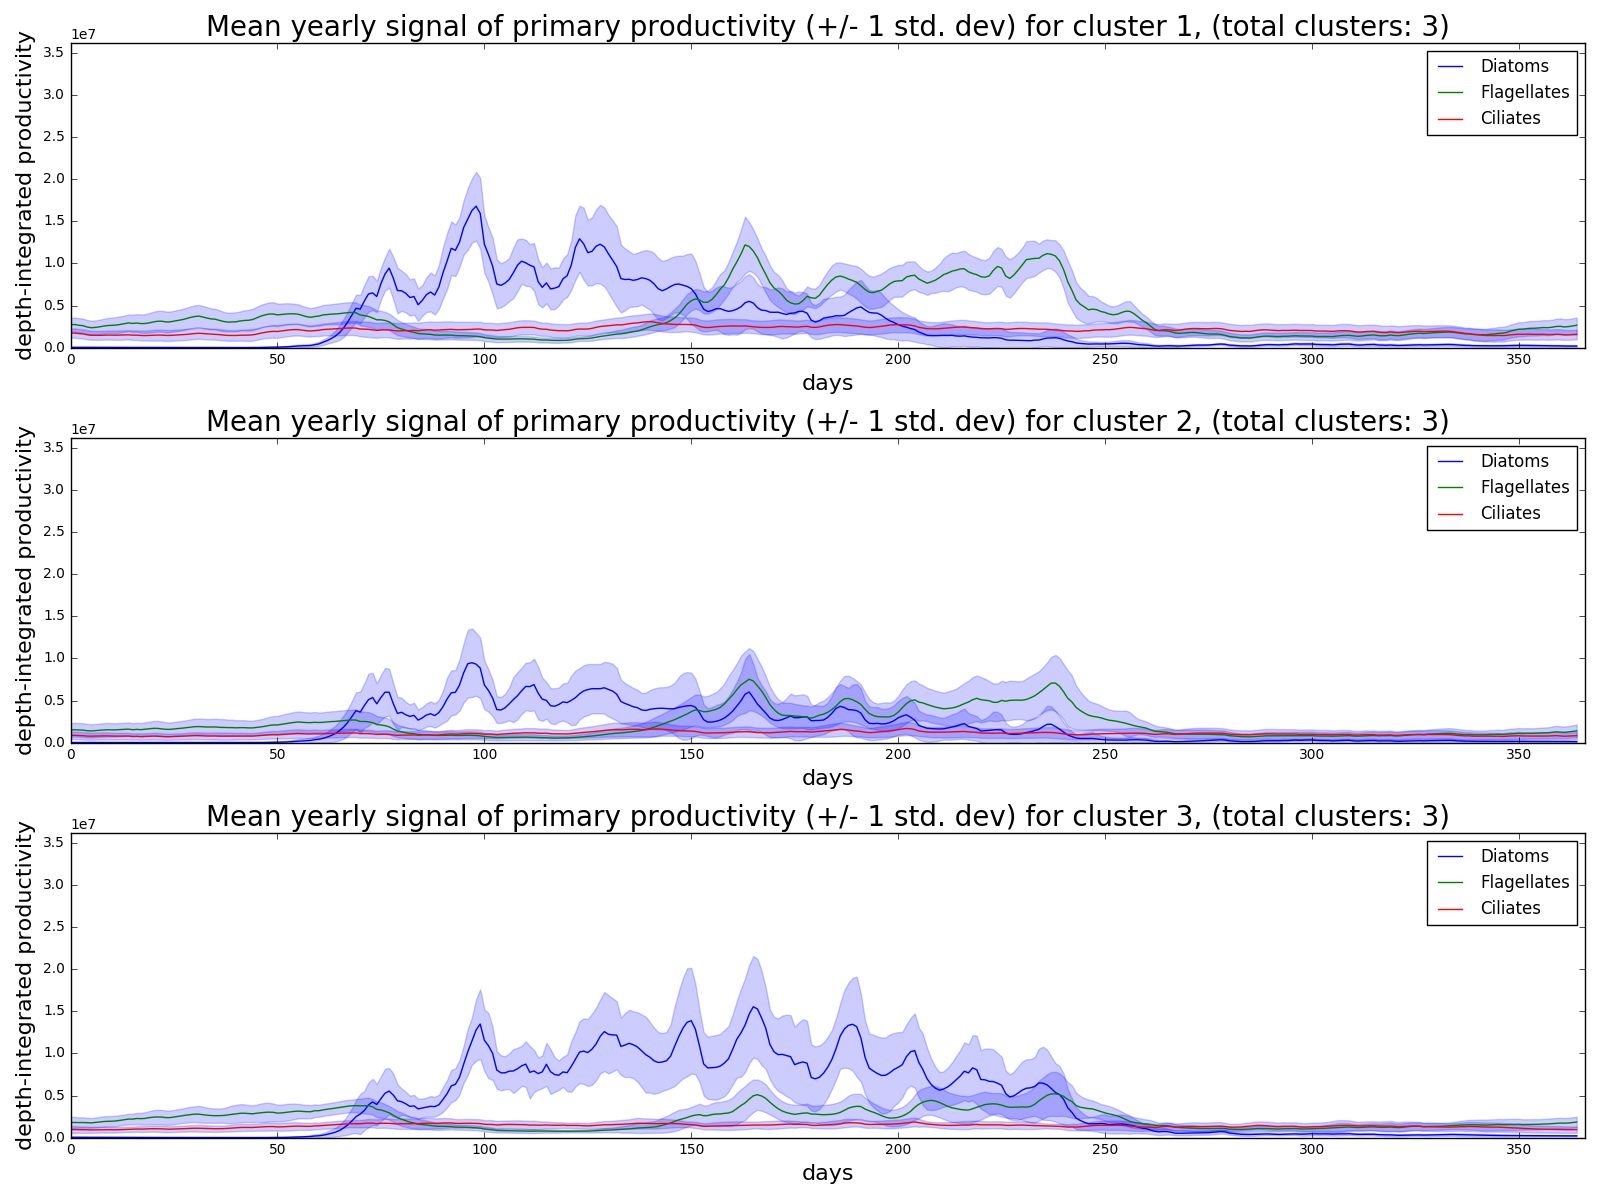 Mean yearly signal of primary productivity (+/- 1 std. dev) for cluster 1, (total clusters: 3)
1e7
depth-integrated productivity
3.5
3.0
2.5
2.0
1.5
1.0
0.5
0.0
Diatoms
Flagellates
Ciliates
0 50 100 150 200 250 300 350
days
Mean yearly signal of primary productivity (+/- 1 std. dev) for cluster 2, (total clusters: 3)
1e7
depth-integrated productivity
3.5
3.0
2.5
2.0
1.5
1.0
0.5
0.0
Diatoms
Flagellates
Ciliates
0 50 100 150 200 250 300 350
days
Mean yearly signal of primary productivity (+/- 1 std. dev) for cluster 3, (total clusters: 3)
1e7
depth-integrated productivity
3.5
3.0
2.5
2.0
1.5
1.0
0.5
0.0
Diatoms
Flagellates
Ciliates
0 50 100 150 200 250 300 350
days